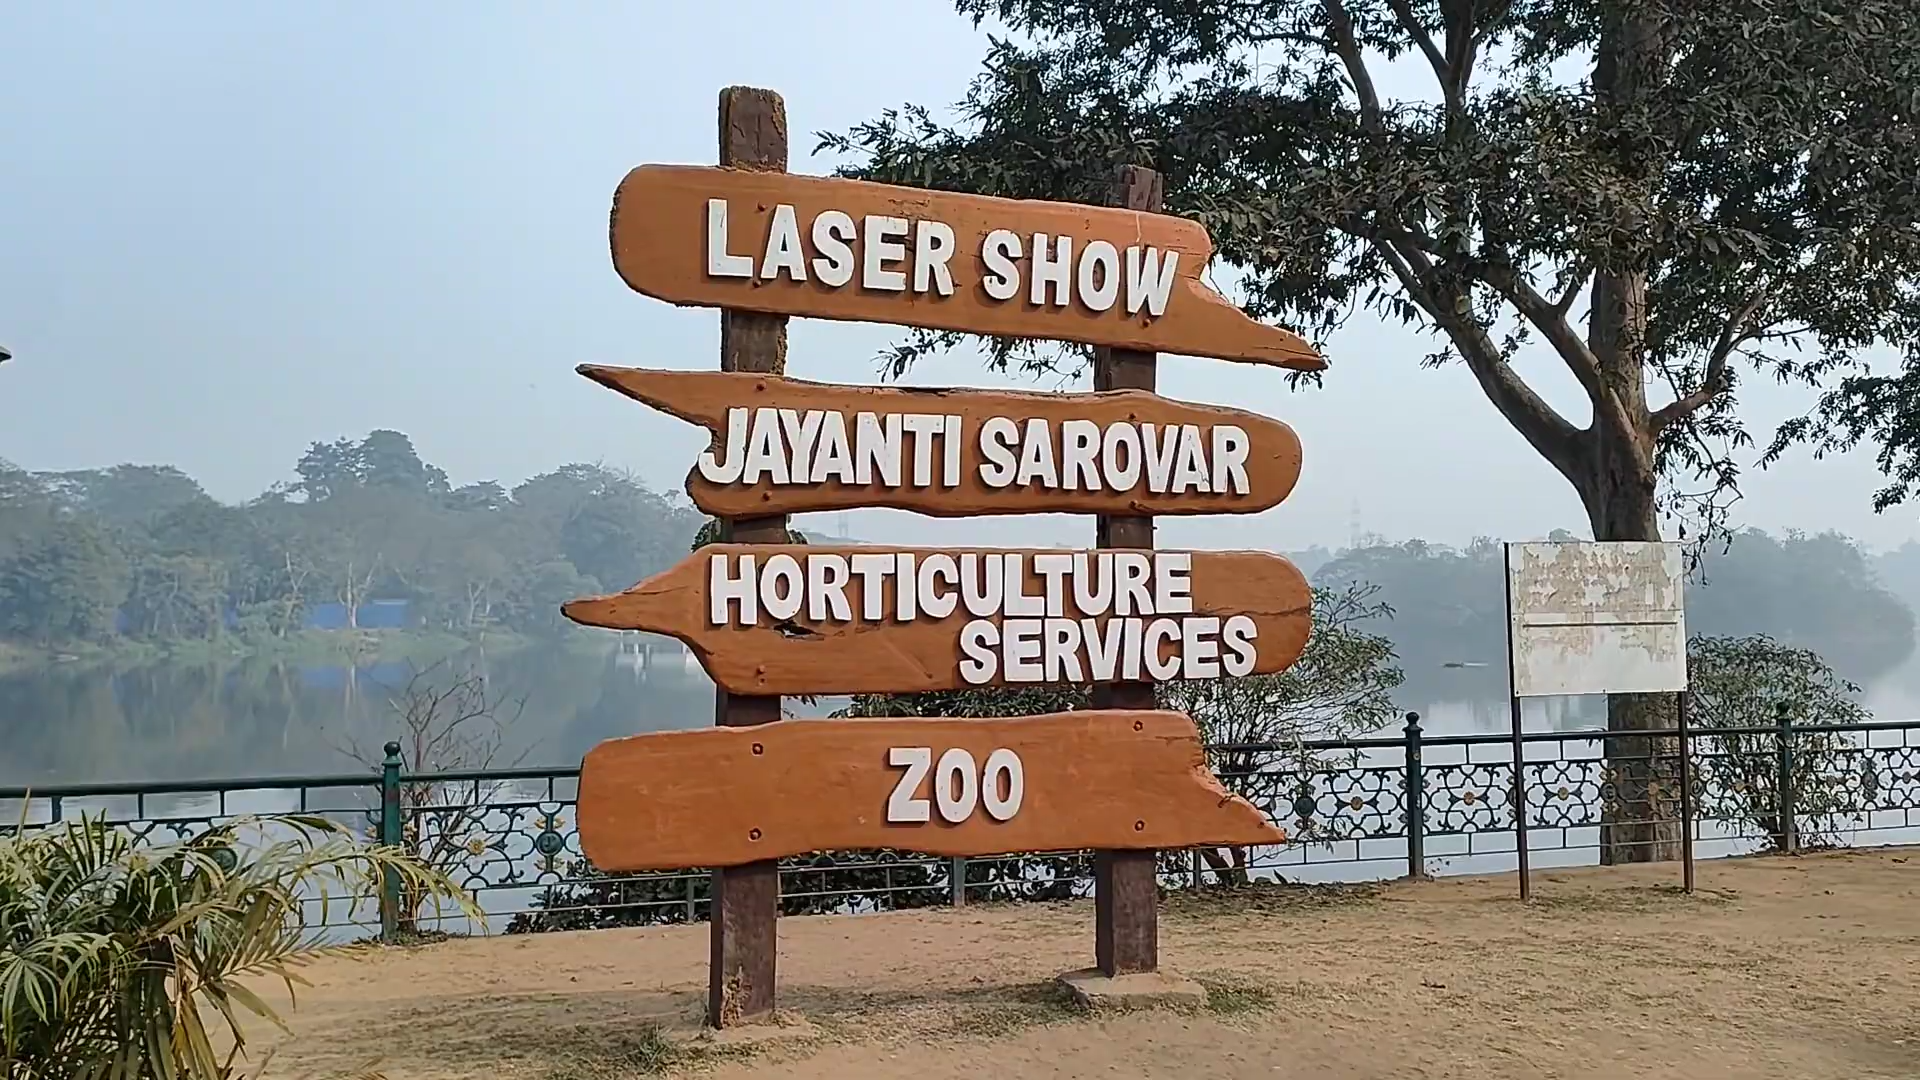 LASER SHOW
JAYANTI SAROVAR
HORTICULTURE
SERVICES
ZOO